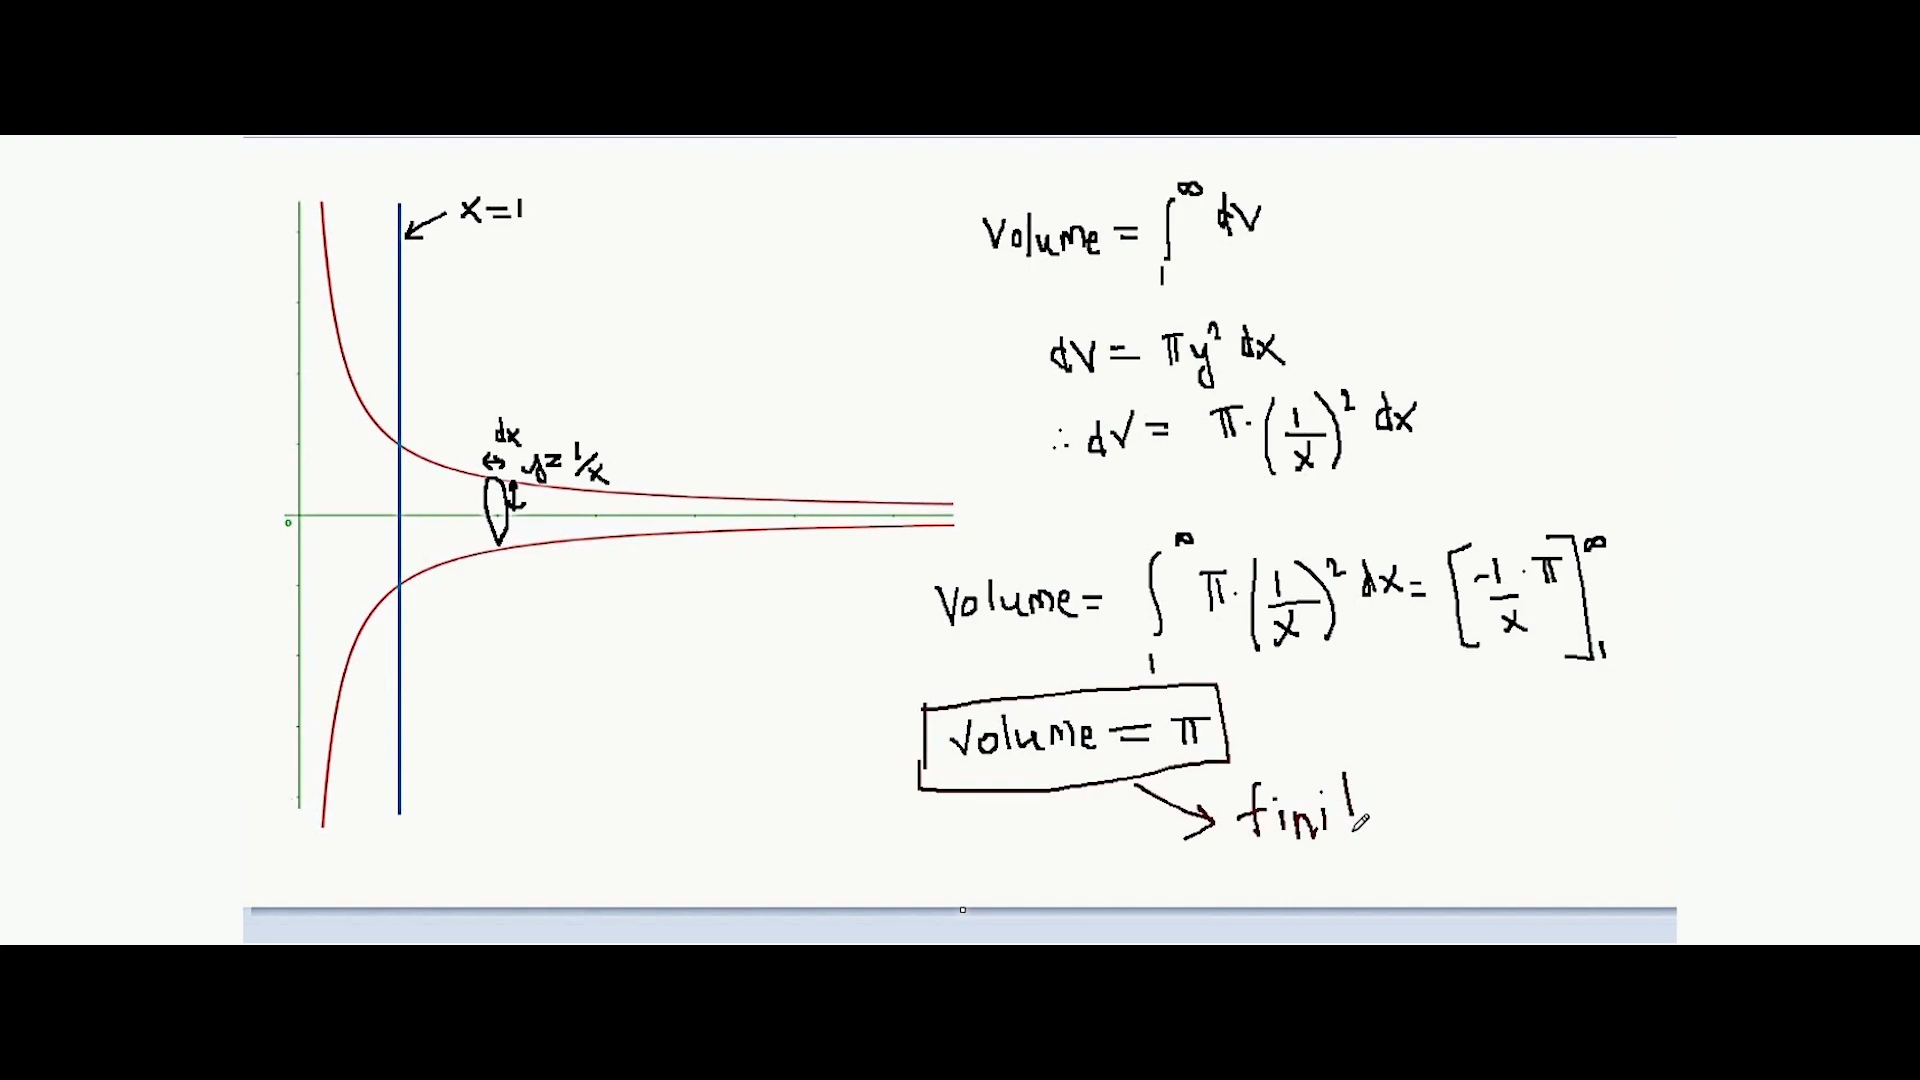 x=1
dx
y=1/x
0
Volume = ∫₁^∞ dV
dV = πy² dx
∴ dV = π·(1/x)² dx
Volume = ∫₁^∞ π·(1/x)² dx = [-1/x · π]₁^∞
Volume = π
fini